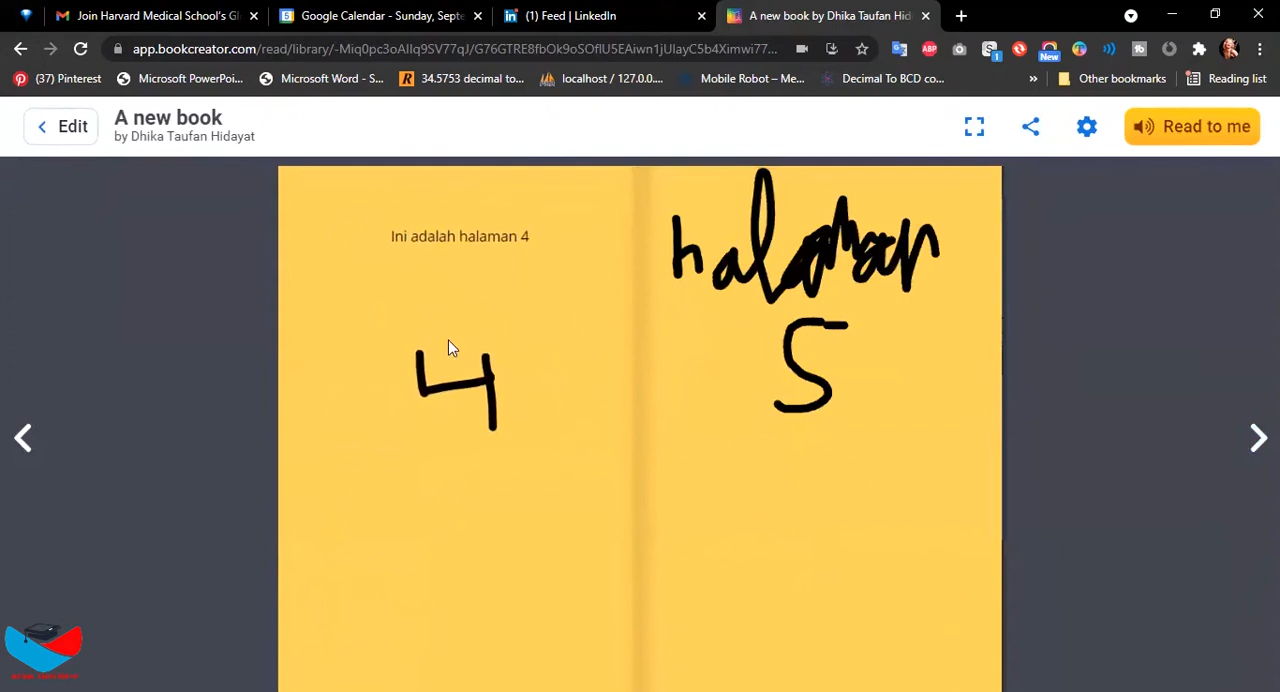 Join Harvard Medical School's Gl
Google Calendar - Sunday, Septe
(1) Feed | LinkedIn
A new book by Dhika Taufan Hid
app.bookcreator.com/read/library/-Miq0pc3oAIIq9SV77qJ/G76GTRE8fbOk9oSOflU5EAiwn1jUIayC5b4Ximwi77...
(37) Pinterest
Microsoft PowerPoi...
Microsoft Word - S...
34.5753 decimal to...
localhost / 127.0.0...
Mobile Robot – Me...
Decimal To BCD co...
Other bookmarks
Reading list
Edit
A new book
by Dhika Taufan Hidayat
Read to me
Ini adalah halaman 4
4
halaman
5